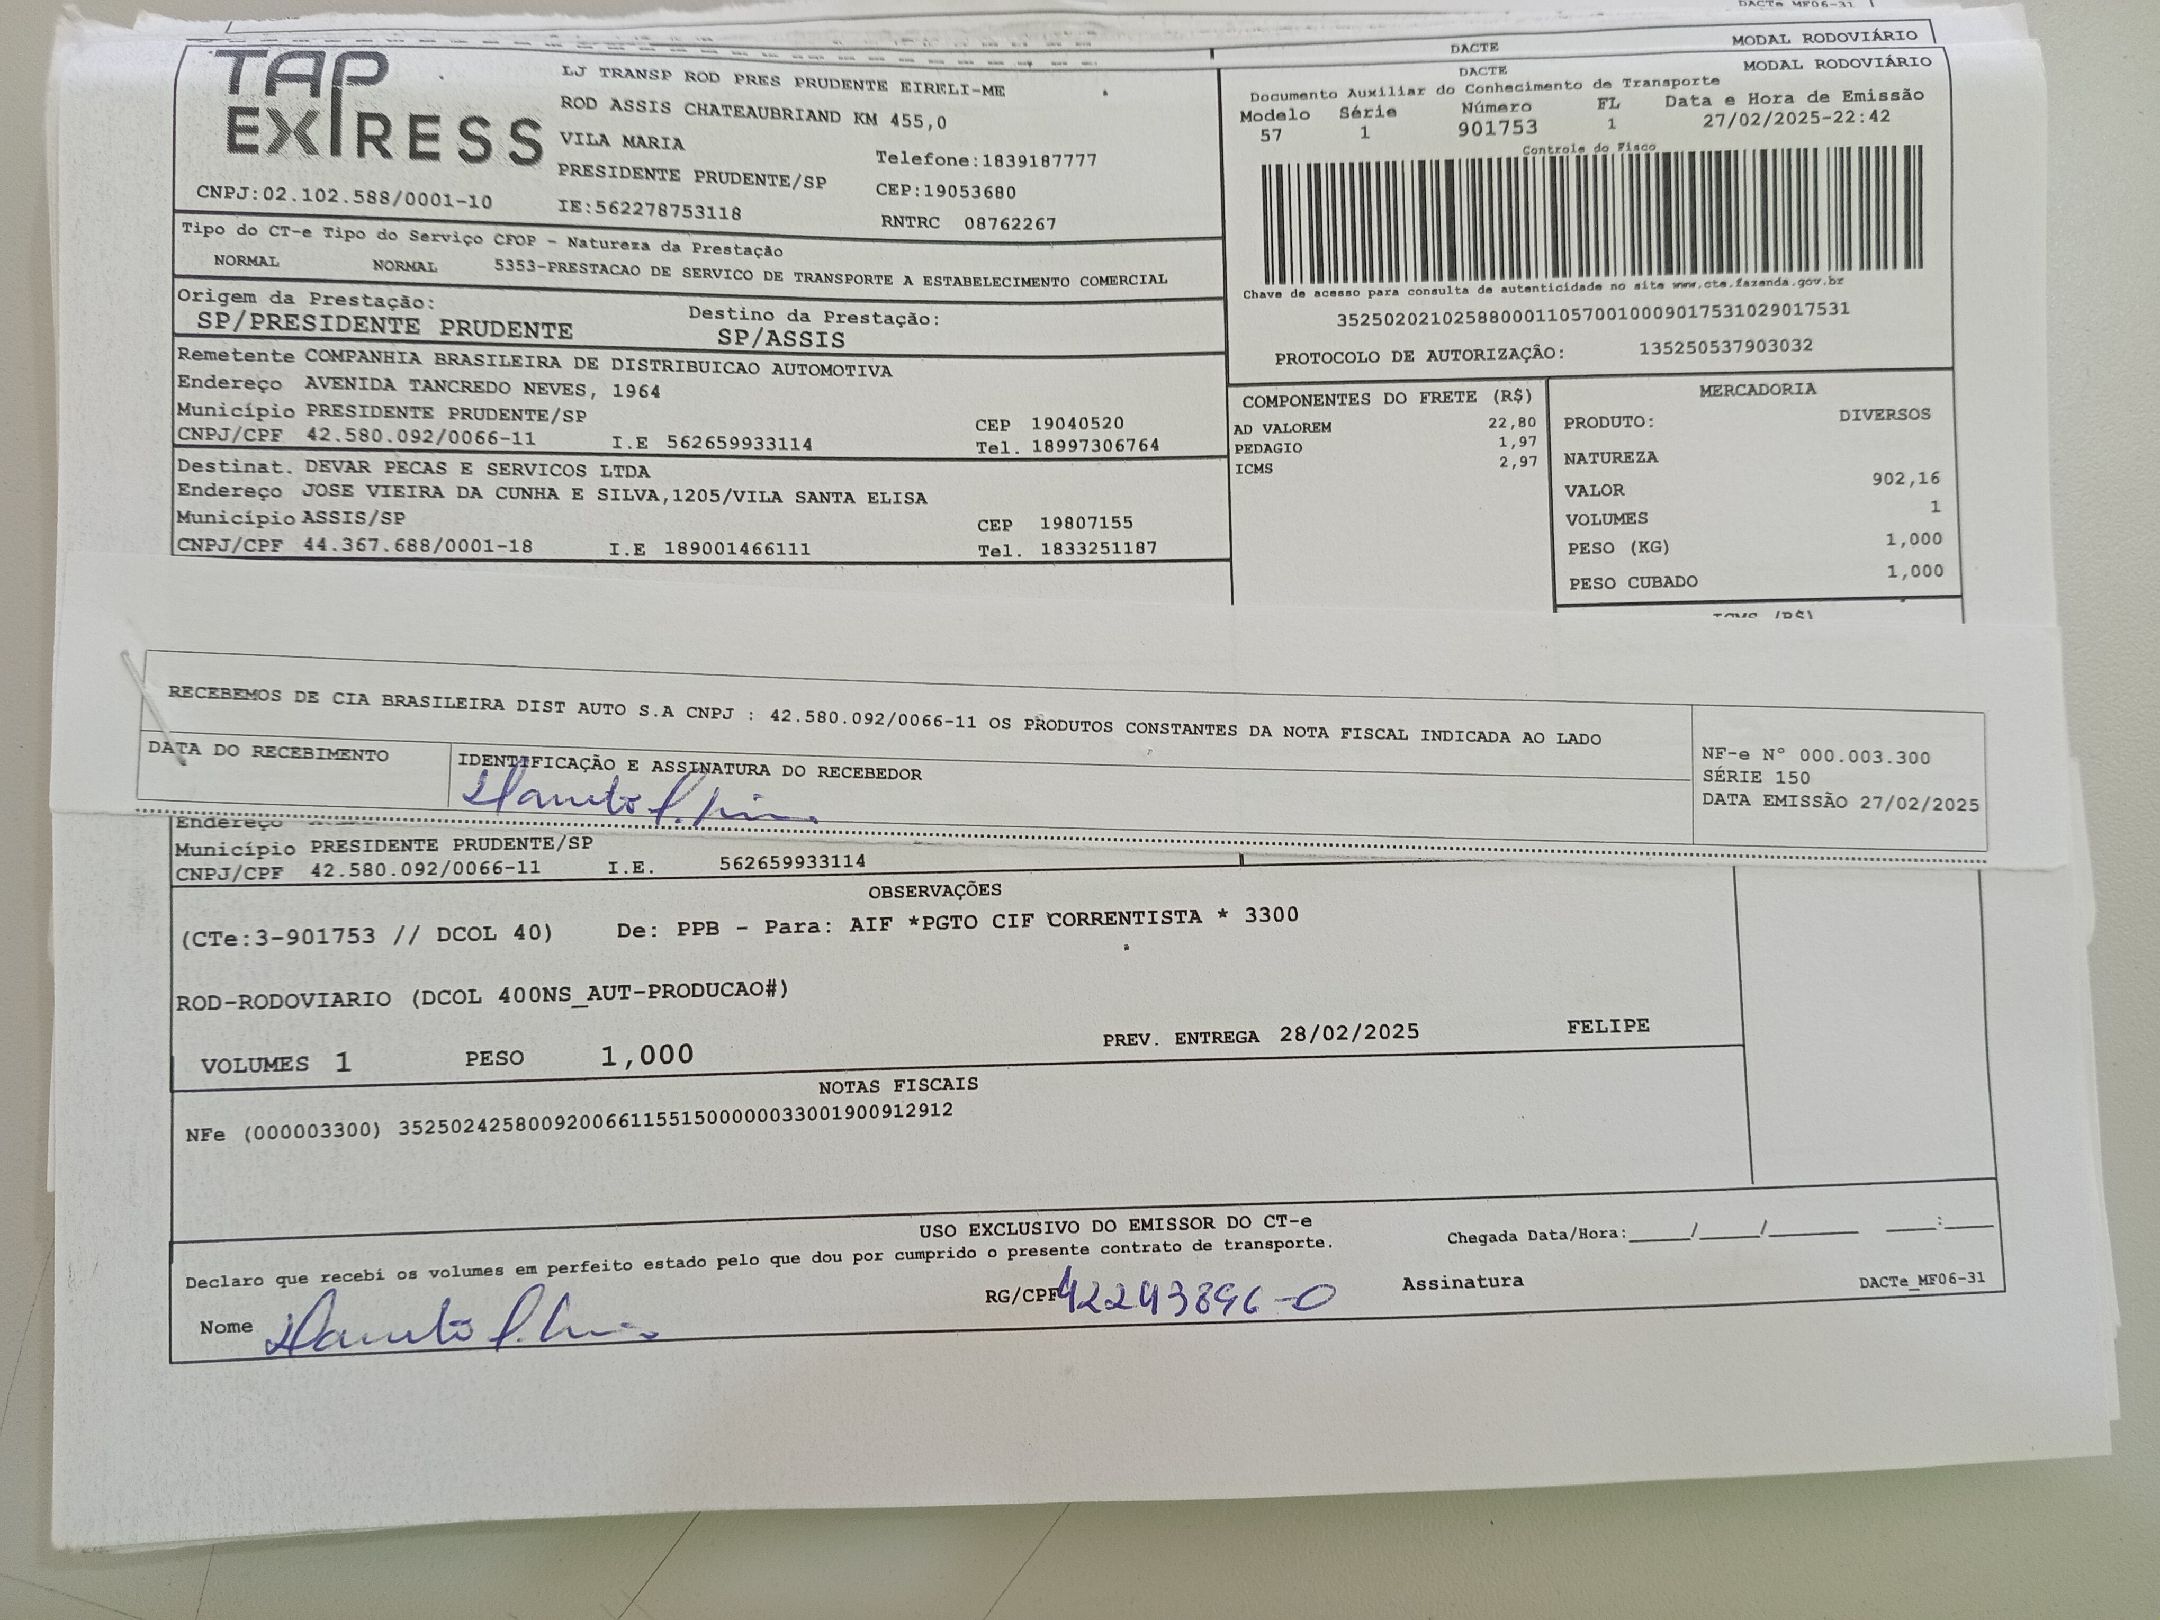 DACTe MF06-31
DACTE
MODAL RODOVIÁRIO
TAP EXPRESS
CNPJ:02.102.588/0001-10
LJ TRANSP ROD PRES PRUDENTE EIRELI-ME
ROD ASSIS CHATEAUBRIAND KM 455,0
VILA MARIA
PRESIDENTE PRUDENTE/SP
IE:562278753118
Telefone:1839187777
CEP:19053680
RNTRC 08762267
DACTE
MODAL RODOVIÁRIO
Documento Auxiliar do Conhecimento de Transporte
Modelo Série Número FL Data e Hora de Emissão
57 1 901753 1 27/02/2025-22:42
Controle do Fisco
Chave de acesso para consulta de autenticidade no site www.cte.fazenda.gov.br
35250202102588000110570010009017531029017531
PROTOCOLO DE AUTORIZAÇÃO: 135250537903032
Tipo do CT-e Tipo do Serviço CFOP - Natureza da Prestação
NORMAL NORMAL 5353-PRESTACAO DE SERVICO DE TRANSPORTE A ESTABELECIMENTO COMERCIAL
Origem da Prestação: Destino da Prestação:
SP/PRESIDENTE PRUDENTE SP/ASSIS
Remetente COMPANHIA BRASILEIRA DE DISTRIBUICAO AUTOMOTIVA
Endereço AVENIDA TANCREDO NEVES, 1964
Município PRESIDENTE PRUDENTE/SP CEP 19040520
CNPJ/CPF 42.580.092/0066-11 I.E 562659933114 Tel. 18997306764
Destinat. DEVAR PECAS E SERVICOS LTDA
Endereço JOSE VIEIRA DA CUNHA E SILVA,1205/VILA SANTA ELISA
Município ASSIS/SP CEP 19807155
CNPJ/CPF 44.367.688/0001-18 I.E 189001466111 Tel. 1833251187
COMPONENTES DO FRETE (R$)
AD VALOREM 22,80
PEDAGIO 1,97
ICMS 2,97
MERCADORIA
PRODUTO: DIVERSOS
NATUREZA
VALOR 902,16
VOLUMES 1
PESO (KG) 1,000
PESO CUBADO 1,000
ICMS (R$)
RECEBEMOS DE CIA BRASILEIRA DIST AUTO S.A CNPJ : 42.580.092/0066-11 OS PRODUTOS CONSTANTES DA NOTA FISCAL INDICADA AO LADO
DATA DO RECEBIMENTO
IDENTIFICAÇÃO E ASSINATURA DO RECEBEDOR
NF-e N° 000.003.300
SÉRIE 150
DATA EMISSÃO 27/02/2025
Endereço
Município PRESIDENTE PRUDENTE/SP
CNPJ/CPF 42.580.092/0066-11 I.E. 562659933114
OBSERVAÇÕES
(CTe:3-901753 // DCOL 40) De: PPB - Para: AIF *PGTO CIF CORRENTISTA * 3300
ROD-RODOVIARIO (DCOL 400NS_AUT-PRODUCAO#)
VOLUMES 1 PESO 1,000 PREV. ENTREGA 28/02/2025 FELIPE
NOTAS FISCAIS
NFe (000003300) 35250242580092006611551500000033001900912912
USO EXCLUSIVO DO EMISSOR DO CT-e
Declaro que recebi os volumes em perfeito estado pelo que dou por cumprido o presente contrato de transporte.
Chegada Data/Hora:____/____/____ ____:____
Nome
RG/CPF 42243896-0
Assinatura
DACTe_MF06-31